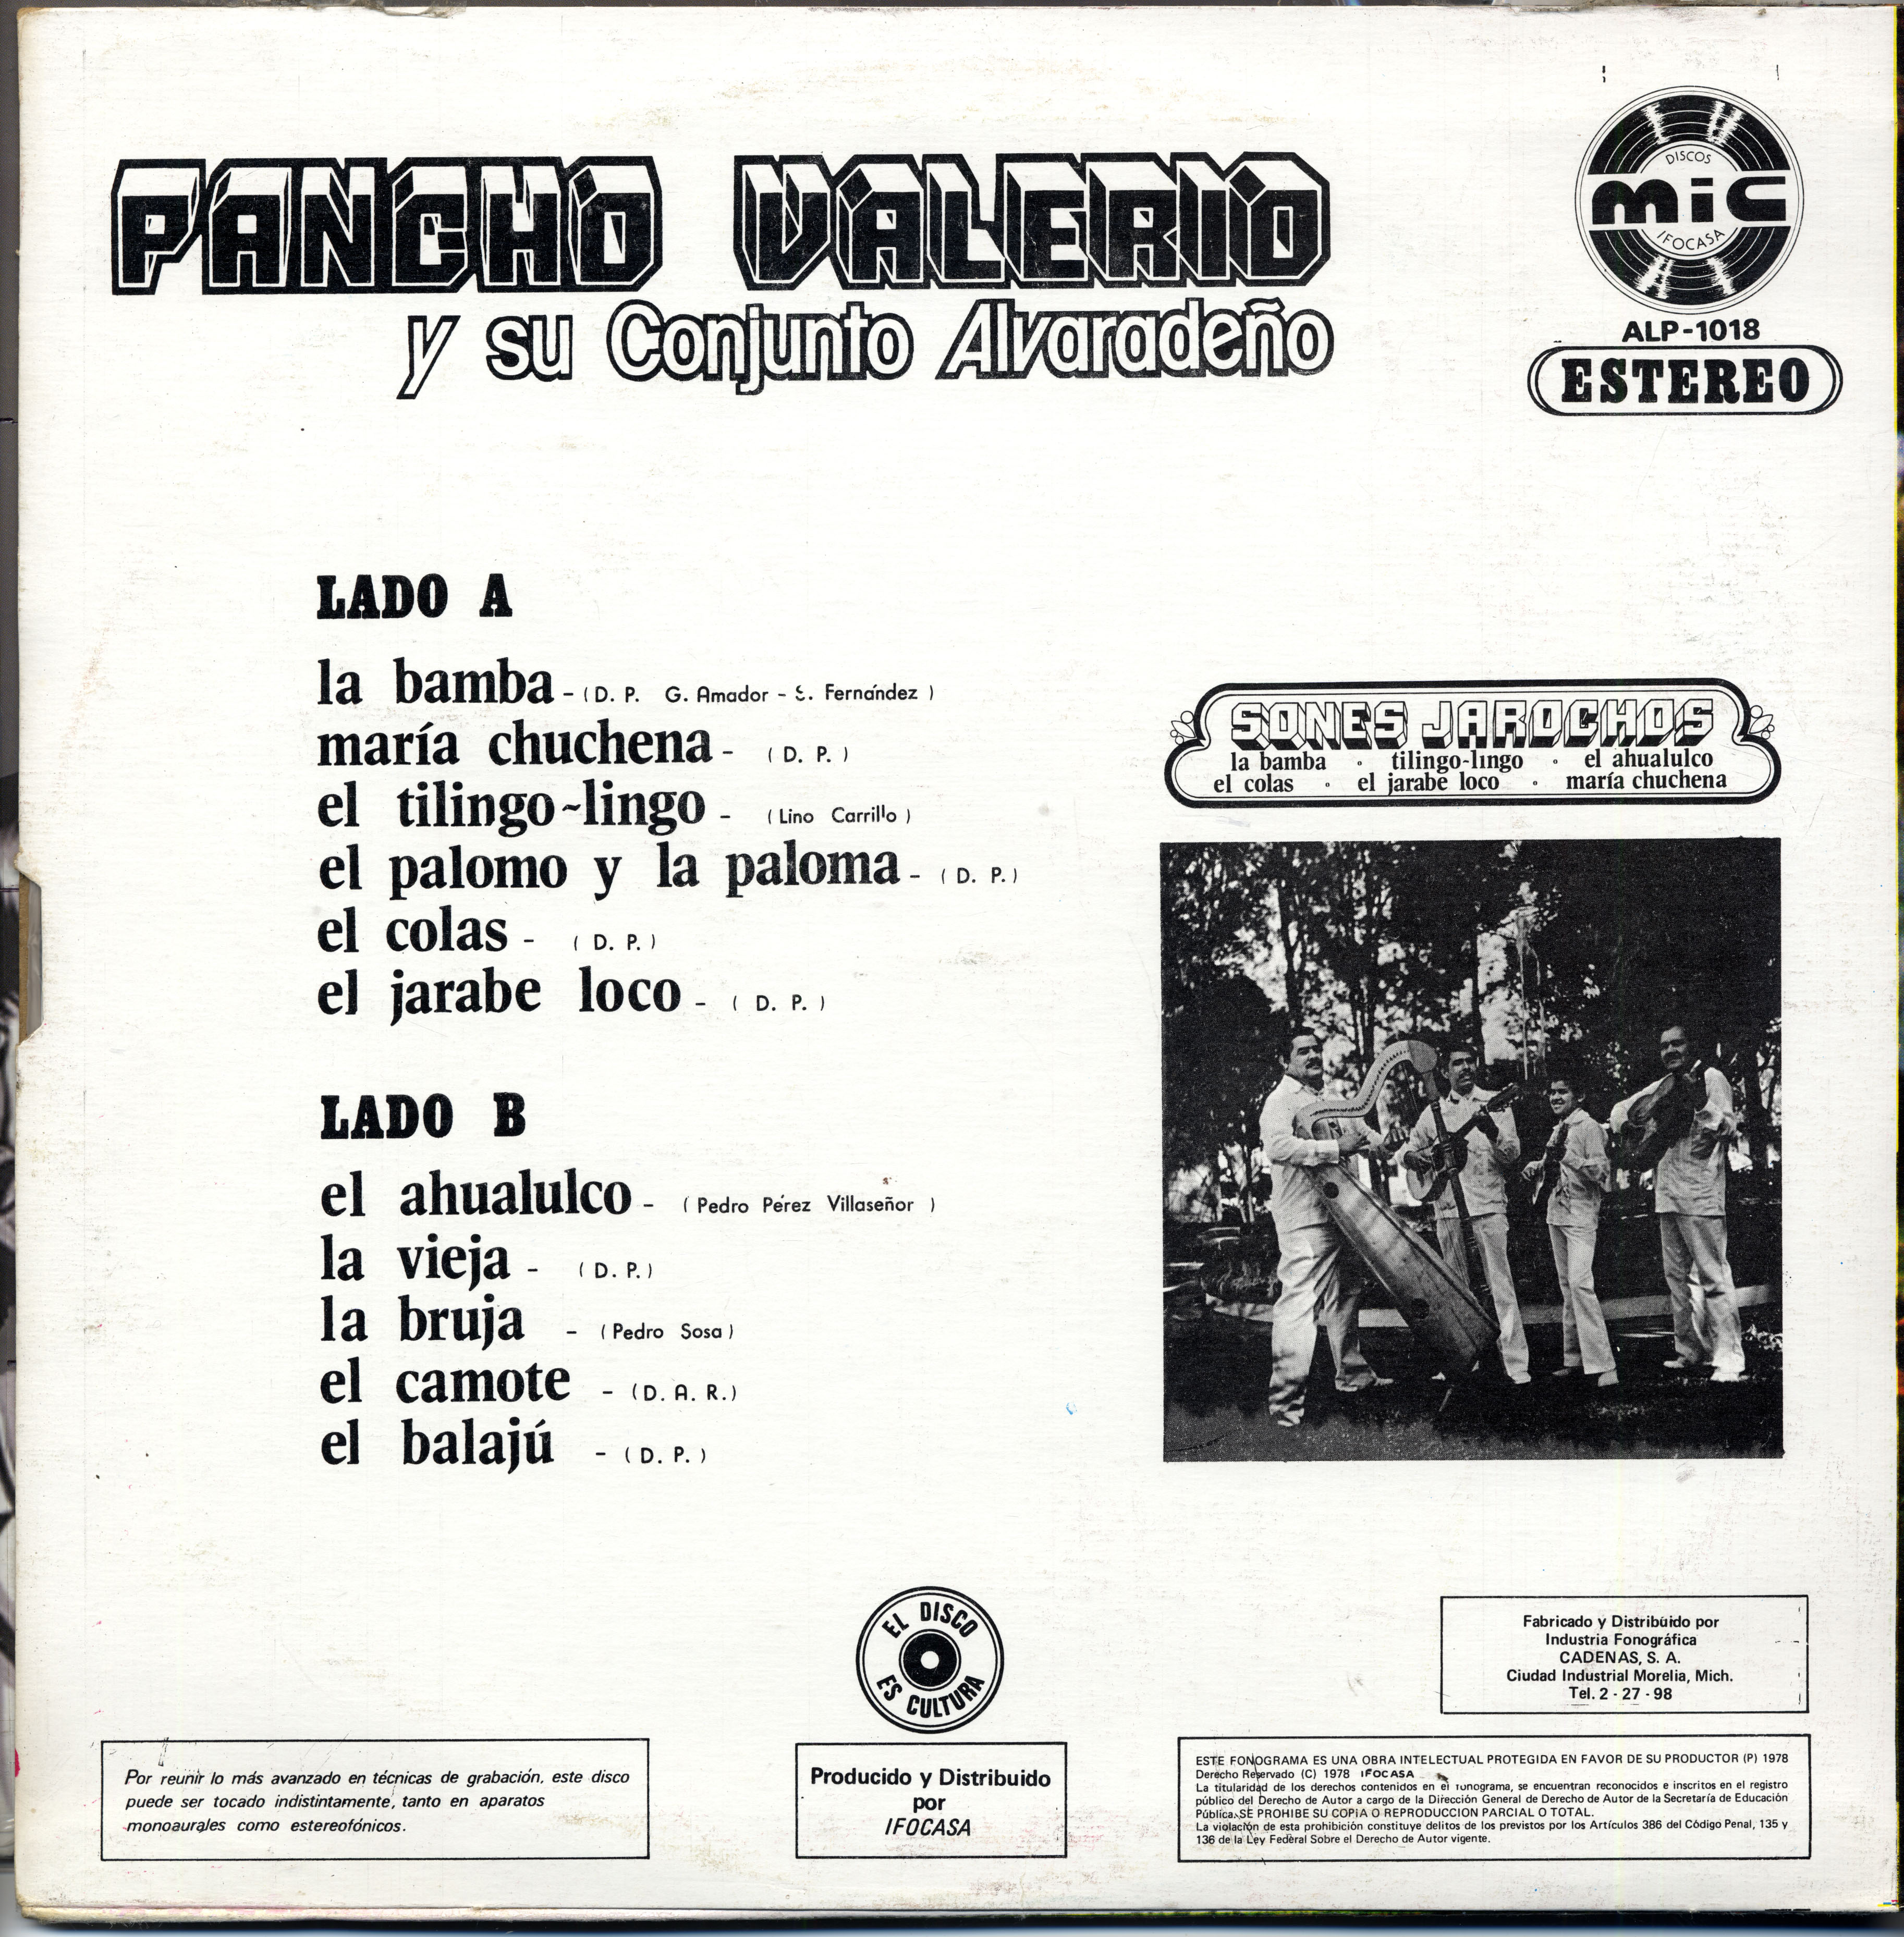 PANCHO VALERIO
y su Conjunto Alvaradeño
DISCOS
mic
IFOCASA
ALP-1018
ESTEREO
LADO A
la bamba - (D. P. G. Amador - S. Fernández)
maría chuchena - (D. P.)
el tilingo~lingo - (Lino Carrillo)
el palomo y la paloma - (D. P.)
el colas - (D. P.)
el jarabe loco - (D. P.)
LADO B
el ahualulco - (Pedro Pérez Villaseñor)
la vieja - (D. P.)
la bruja - (Pedro Sosa)
el camote - (D. A. R.)
el balajú - (D. P.)
SONES JAROCHOS
la bamba • tilingo-lingo • el ahualulco
el colas • el jarabe loco • maría chuchena
EL DISCO
ES CULTURA
Fabricado y Distribuido por
Industria Fonográfica
CADENAS, S. A.
Ciudad Industrial Morelia, Mich.
Tel. 2 - 27 - 98
Por reunir lo más avanzado en técnicas de grabación, este disco
puede ser tocado indistintamente, tanto en aparatos
monoaurales como estereofónicos.
Producido y Distribuido
por
IFOCASA
ESTE FONOGRAMA ES UNA OBRA INTELECTUAL PROTEGIDA EN FAVOR DE SU PRODUCTOR (P) 1978
Derecho Reservado (C) 1978 IFOCASA
La titularidad de los derechos contenidos en el fonograma, se encuentran reconocidos e inscritos en el registro
público del Derecho de Autor a cargo de la Dirección General de Derecho de Autor de la Secretaría de Educación
Pública. SE PROHIBE SU COPIA O REPRODUCCION PARCIAL O TOTAL.
La violación de esta prohibición constituye delitos de los previstos por los Artículos 386 del Código Penal, 135 y
136 de la Ley Federal Sobre el Derecho de Autor vigente.